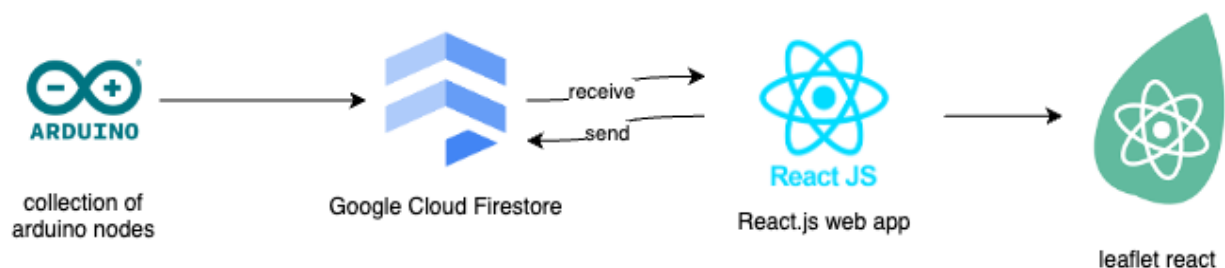 ARDUINO
collection of
arduino nodes
Google Cloud Firestore
receive
send
React JS
React.js web app
leaflet react